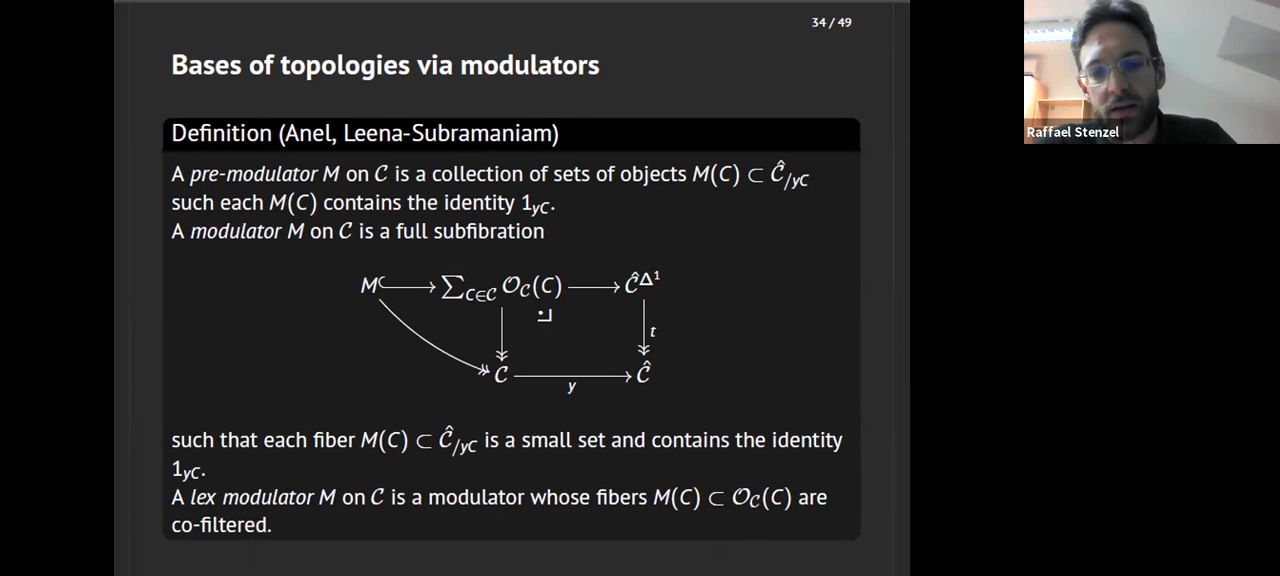 34 / 49
Bases of topologies via modulators
Definition (Anel, Leena-Subramaniam)
A pre-modulator M on 𝒞 is a collection of sets of objects M(C) ⊂ 𝒞̂/yC
such each M(C) contains the identity 1yC.
A modulator M on 𝒞 is a full subfibration
M ∑C∈𝒞 𝒪𝒞(C) 𝒞̂Δ¹
t
𝒞 𝒞̂
y
such that each fiber M(C) ⊂ 𝒞̂/yC is a small set and contains the identity
1yC.
A lex modulator M on 𝒞 is a modulator whose fibers M(C) ⊂ 𝒪𝒞(C) are
co-filtered.
Raffael Stenzel